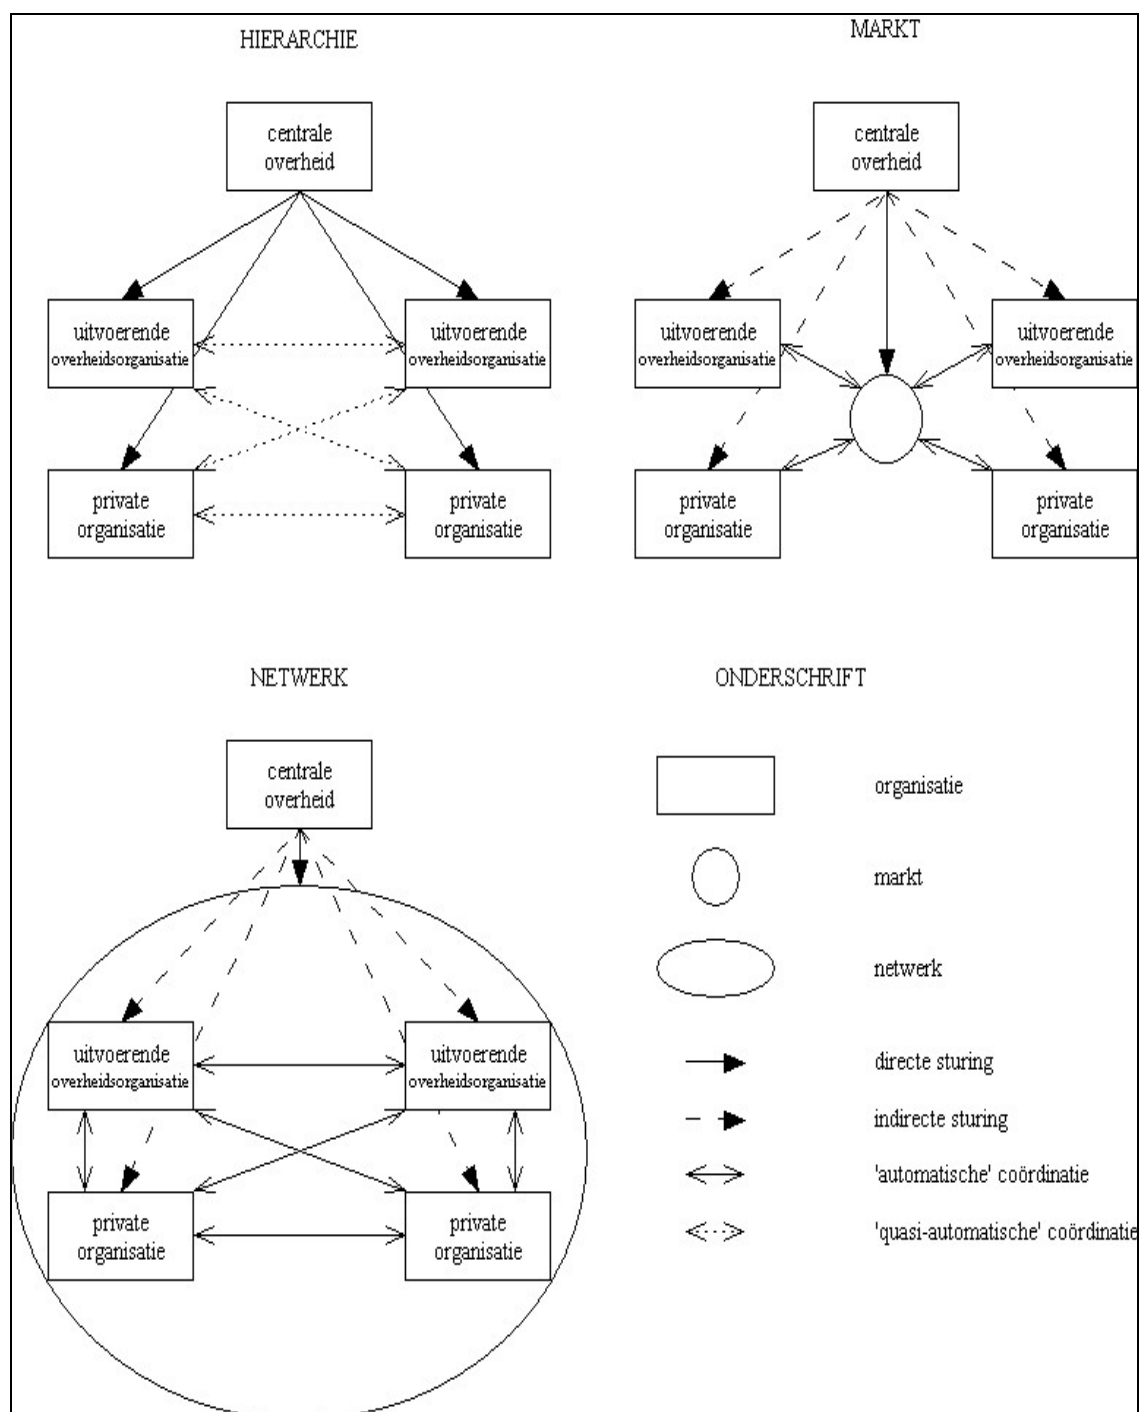 HIERARCHIE
centrale
overheid
uitvoerende
overheidsorganisatie
uitvoerende
overheidsorganisatie
private
organisatie
private
organisatie
MARKT
centrale
overheid
uitvoerende
overheidsorganisatie
uitvoerende
overheidsorganisatie
private
organisatie
private
organisatie
NETWERK
centrale
overheid
uitvoerende
overheidsorganisatie
uitvoerende
overheidsorganisatie
private
organisatie
private
organisatie
ONDERSCHRIFT
organisatie
markt
netwerk
directe sturing
indirecte sturing
'automatische' coördinatie
'quasi-automatische' coördinatie